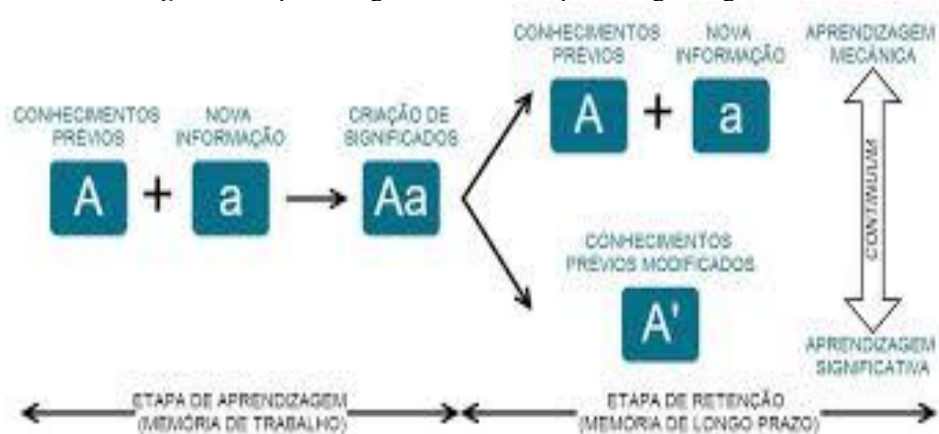 CONHECIMENTOS
PRÉVIOS
NOVA
INFORMAÇÃO
CRIAÇÃO DE
SIGNIFICADOS
A + a
Aa
CONHECIMENTOS
PRÉVIOS
NOVA
INFORMAÇÃO
A + a
CONHECIMENTOS
PRÉVIOS MODIFICADOS
A'
APRENDIZAGEM
MECÂNICA
CONTINUUM
APRENDIZAGEM
SIGNIFICATIVA
ETAPA DE APRENDIZAGEM
(MEMÓRIA DE TRABALHO)
ETAPA DE RETENÇÃO
(MEMÓRIA DE LONGO PRAZO)